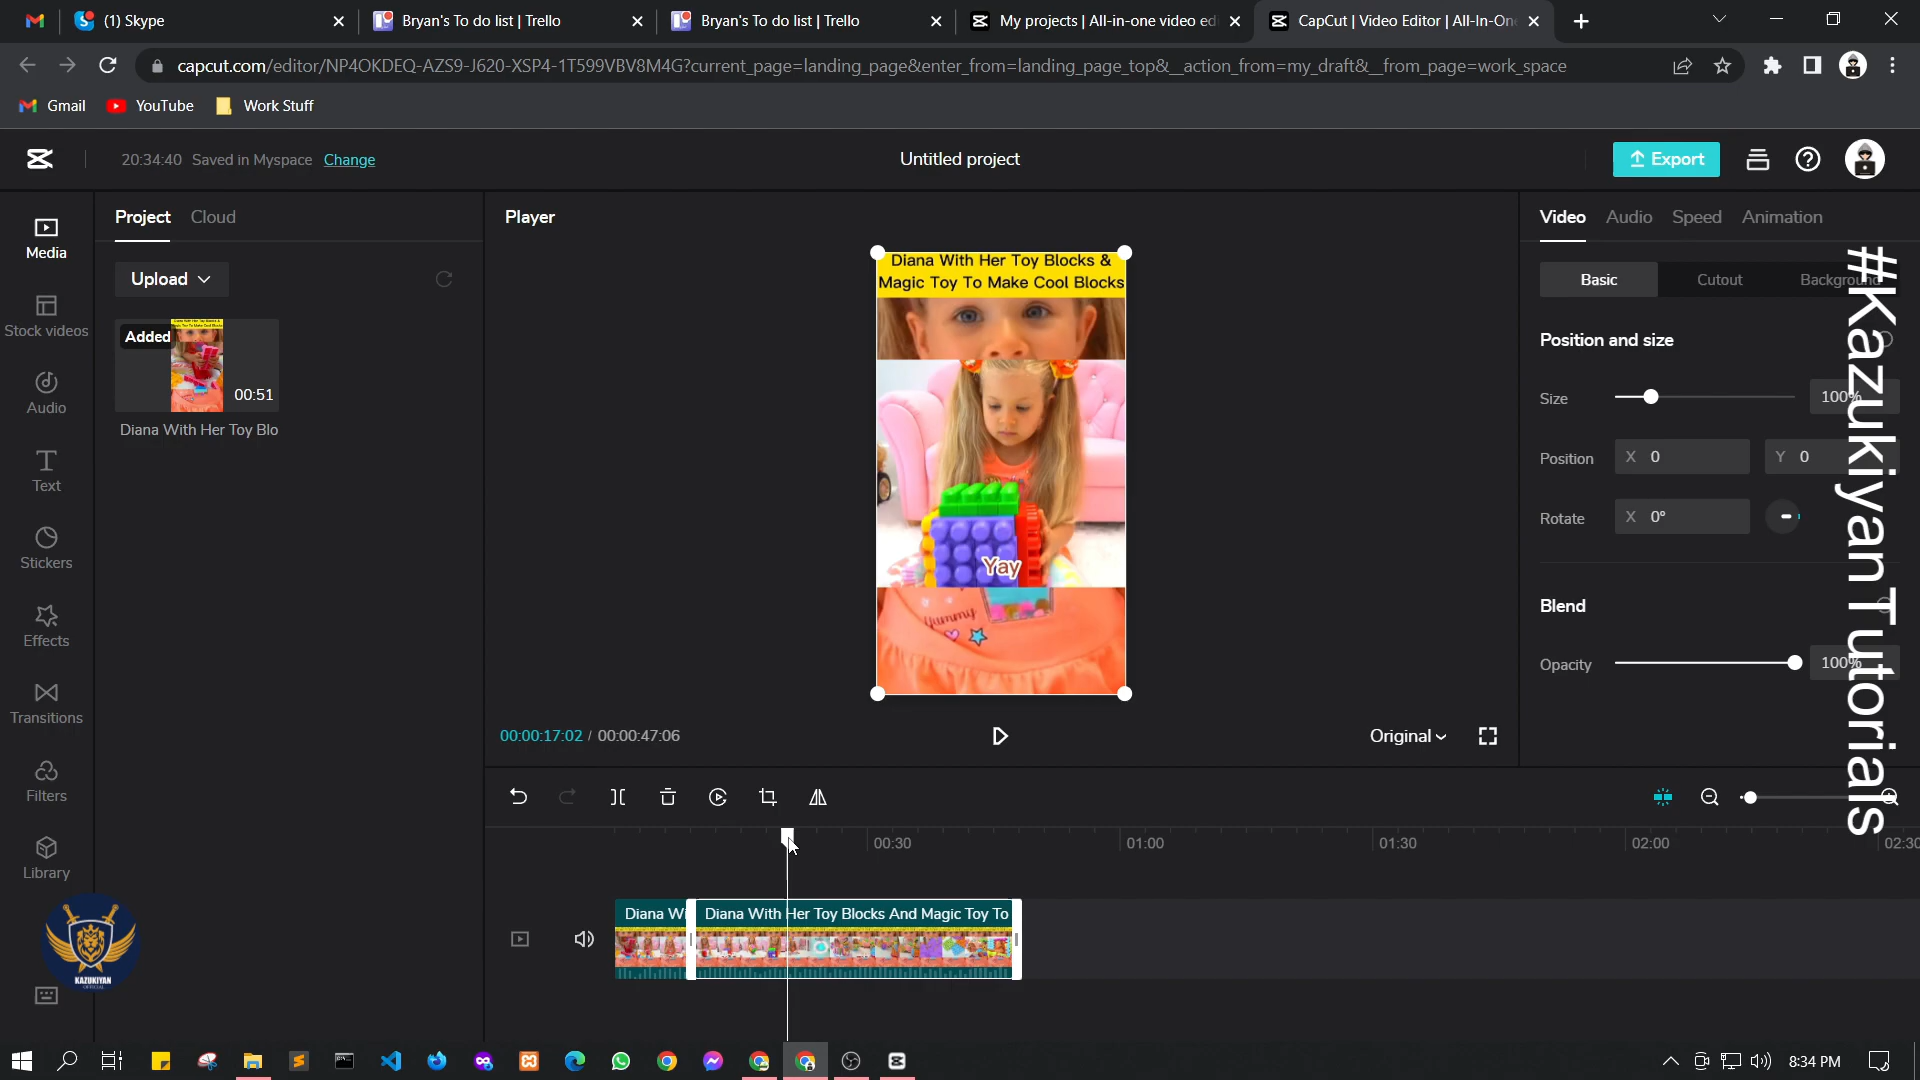 (1) Skype
Bryan's To do list | Trello
Bryan's To do list | Trello
My projects | All-in-one video ed
CapCut | Video Editor | All-In-On
capcut.com/editor/NP4OKDEQ-AZS9-J620-XSP4-1T599VBV8M4G?current_page=landing_page&enter_from=landing_page_top&__action_from=my_draft&__from_page=work_space
Gmail
YouTube
Work Stuff
20:34:40 Saved in Myspace Change
Untitled project
Export
Media
Stock videos
Audio
Text
Stickers
Effects
Transitions
Filters
Library
KAZUKIYAN
OFFICIAL
Project Cloud
Upload
Added
00:51
Diana With Her Toy Blo
Player
Diana With Her Toy Blocks &
Magic Toy To Make Cool Blocks
Yay
Yummy
00:00:17:02 / 00:00:47:06
Original
Video Audio Speed Animation
Basic Cutout Background
Position and size
Size 100%
Position X 0 Y 0
Rotate X 0°
Blend
Opacity 100%
#KazukiyanTutorials
00:30 01:00 01:30 02:00 02:30
Diana Wi
Diana With Her Toy Blocks And Magic Toy To
8:34 PM